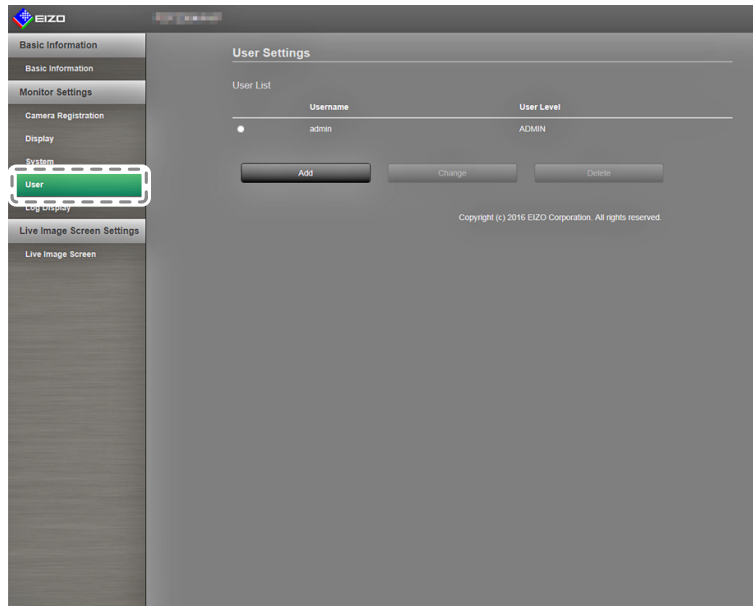 EIZO
Basic Information
Basic Information
Monitor Settings
Camera Registration
Display
System
User
Log Display
Live Image Screen Settings
Live Image Screen
User Settings
User List
Username User Level
admin ADMIN
Add Change Delete
Copyright (c) 2016 EIZO Corporation. All rights reserved.